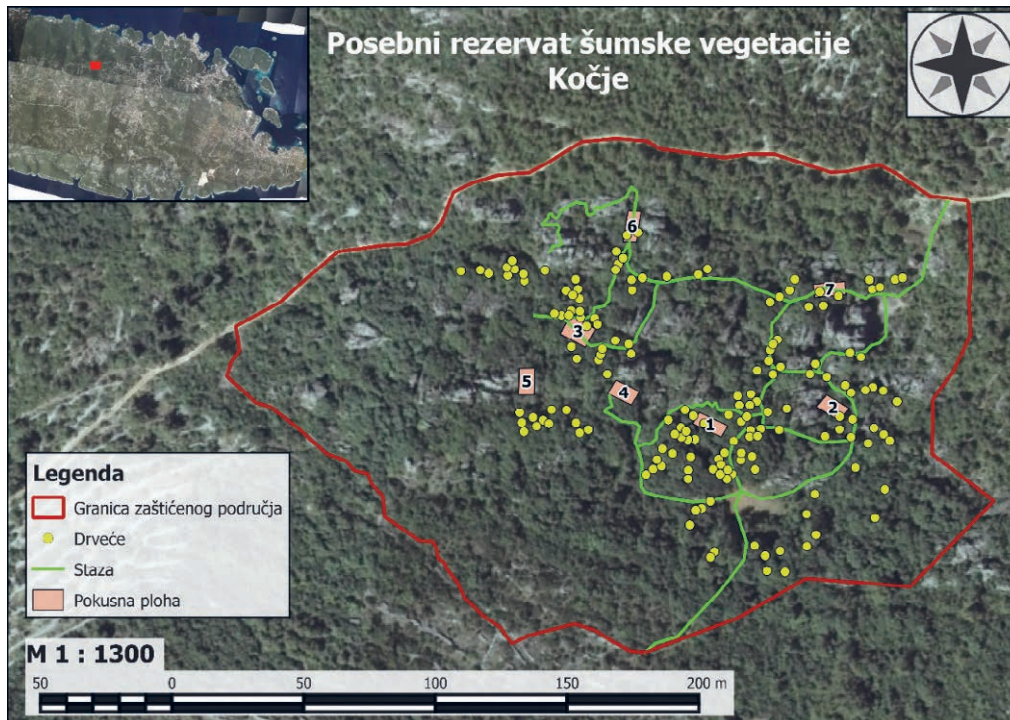 Posebni rezervat šumske vegetacije
Kočje
6
7
3
5
4
2
1
Legenda
Granica zaštićenog područja
Drveće
Staza
Pokusna ploha
M 1 : 1300
50 0 50 100 150 200 m